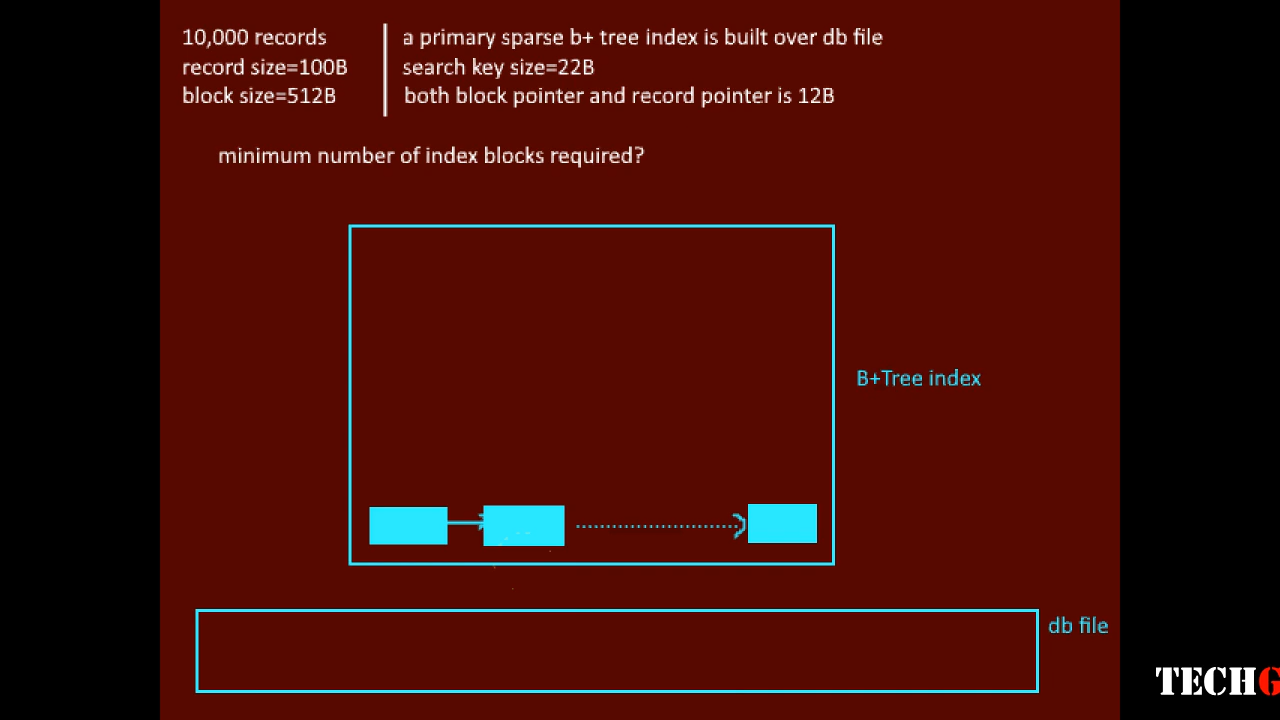 10,000 records
record size=100B
block size=512B
a primary sparse b+ tree index is built over db file
search key size=22B
both block pointer and record pointer is 12B
minimum number of index blocks required?
B+Tree index
db file
TECHG